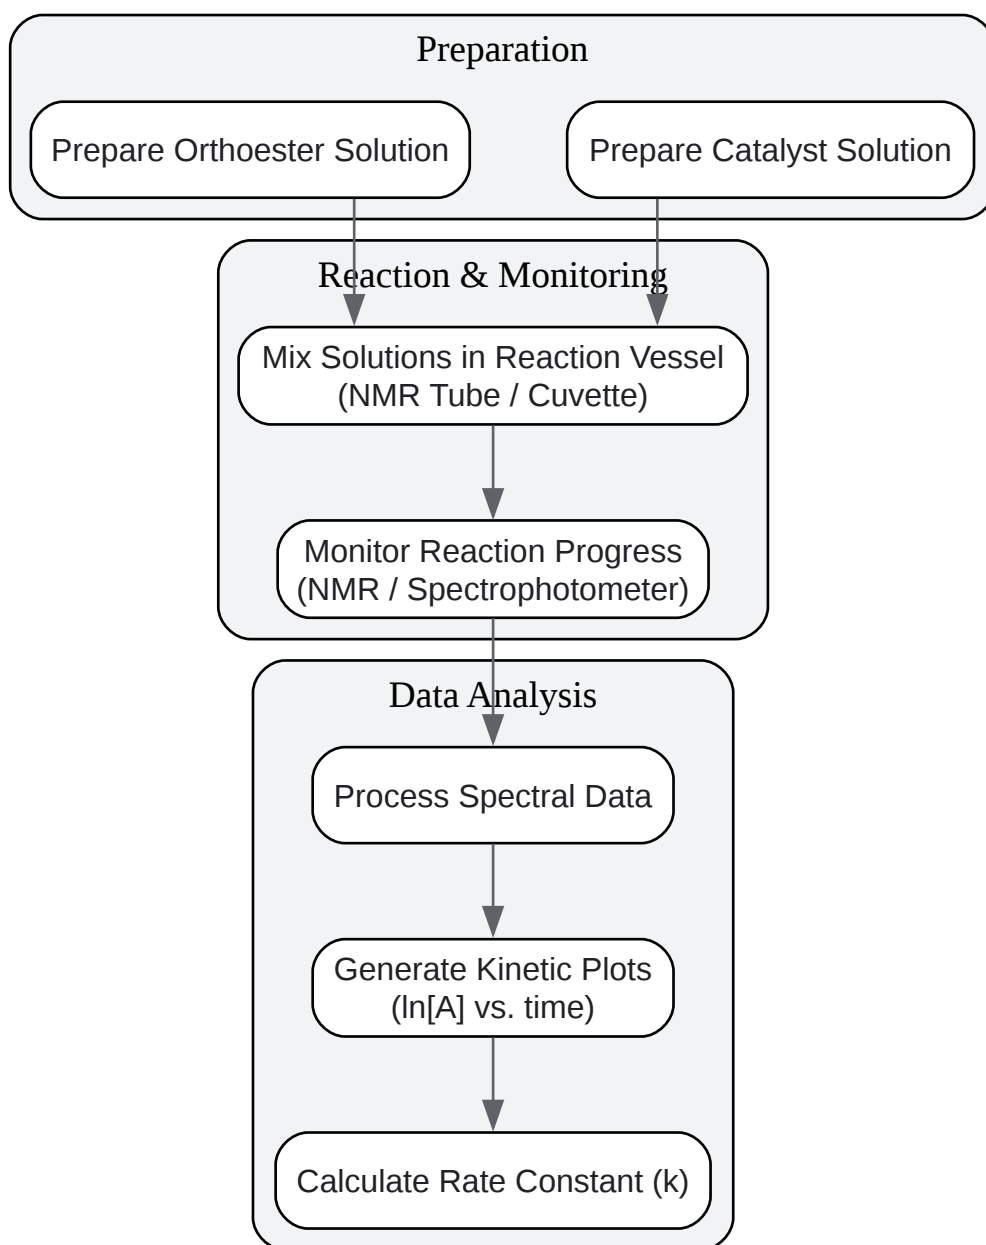 Preparation
Prepare Orthoester Solution
Prepare Catalyst Solution
Reaction & Monitoring
Mix Solutions in Reaction Vessel
(NMR Tube / Cuvette)
Monitor Reaction Progress
(NMR / Spectrophotometer)
Data Analysis
Process Spectral Data
Generate Kinetic Plots
(ln[A] vs. time)
Calculate Rate Constant (k)